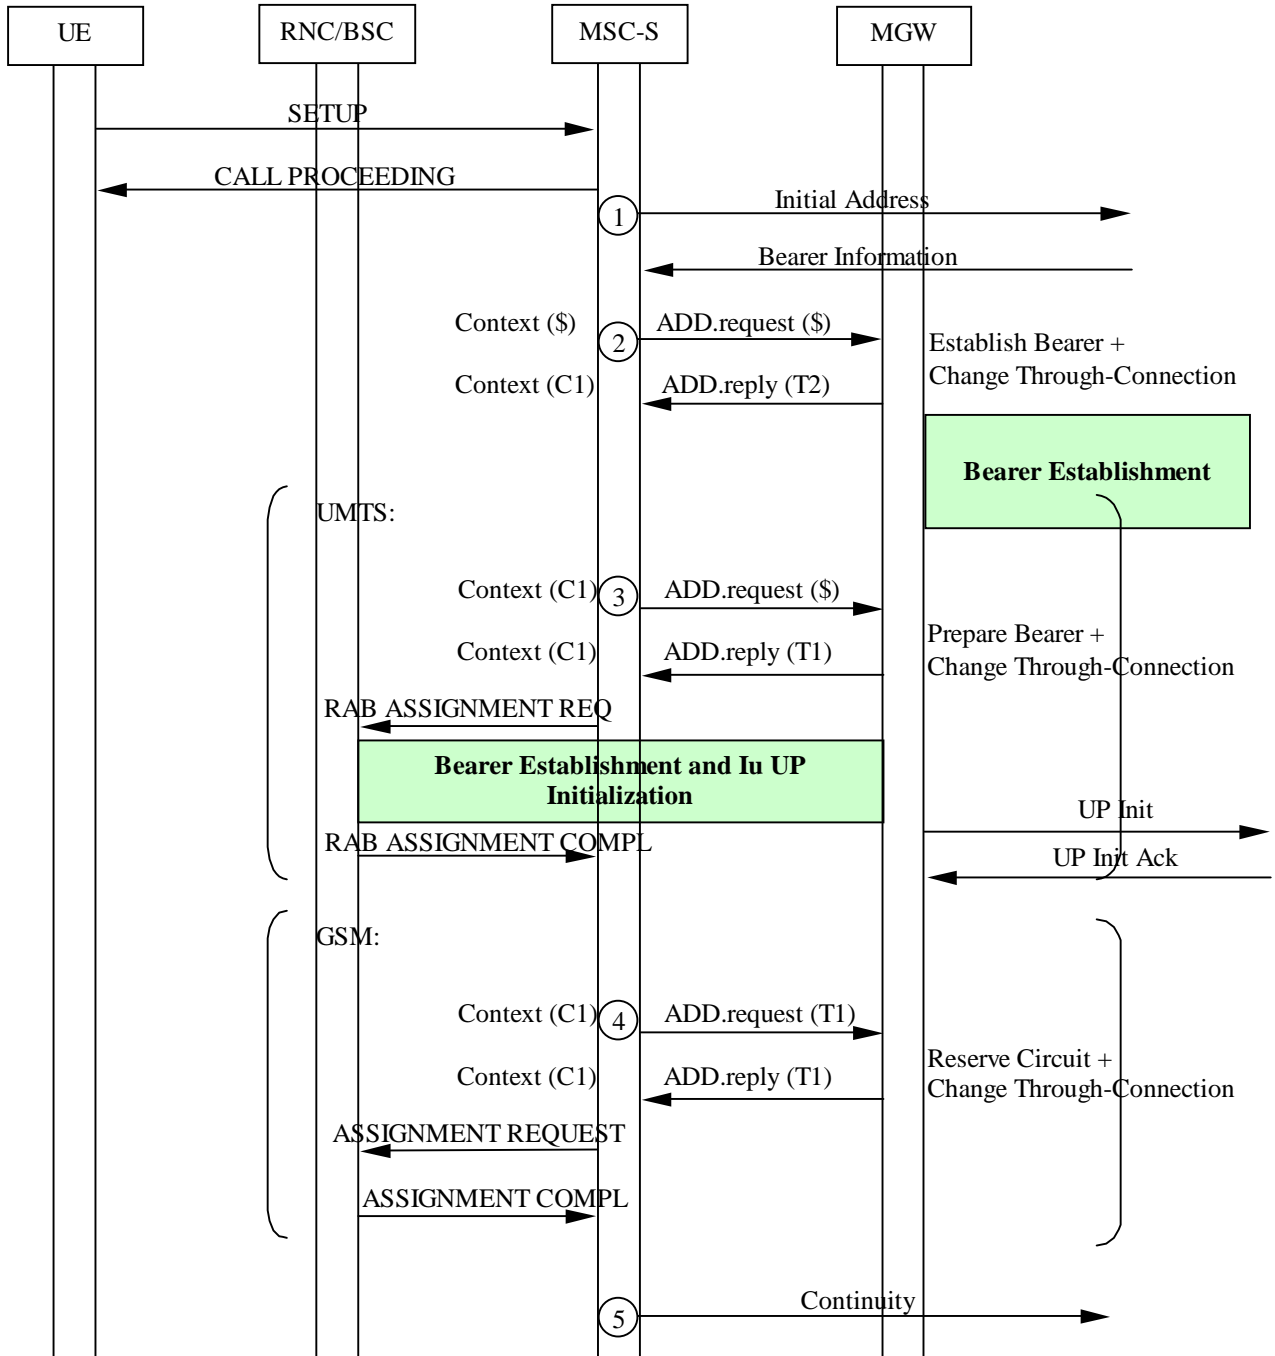 UE
RNC/BSC
MSC-S
MGW
SETUP
CALL PROCEEDING
1
Initial Address
Bearer Information
Context ($)
2
ADD.request ($)
Establish Bearer +
Change Through-Connection
Context (C1)
ADD.reply (T2)
Bearer Establishment
UMTS:
Context (C1)
3
ADD.request ($)
Prepare Bearer +
Change Through-Connection
Context (C1)
ADD.reply (T1)
RAB ASSIGNMENT REQ
Bearer Establishment and Iu UP
Initialization
UP Init
RAB ASSIGNMENT COMPL
UP Init Ack
GSM:
Context (C1)
4
ADD.request (T1)
Reserve Circuit +
Change Through-Connection
Context (C1)
ADD.reply (T1)
ASSIGNMENT REQUEST
ASSIGNMENT COMPL
5
Continuity